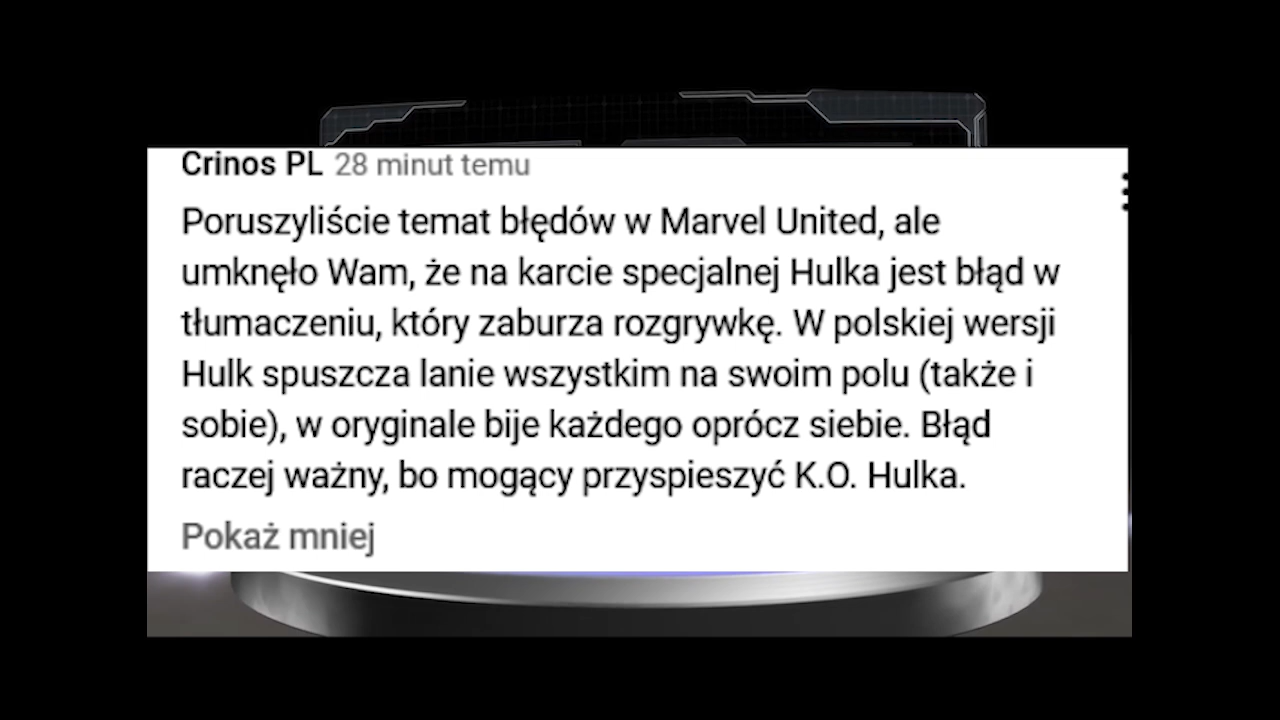 Crinos PL 28 minut temu
Poruszyliście temat błędów w Marvel United, ale
umknęło Wam, że na karcie specjalnej Hulka jest błąd w
tłumaczeniu, który zaburza rozgrywkę. W polskiej wersji
Hulk spuszcza lanie wszystkim na swoim polu (także i
sobie), w oryginale bije każdego oprócz siebie. Błąd
raczej ważny, bo mogący przyspieszyć K.O. Hulka.
Pokaż mniej